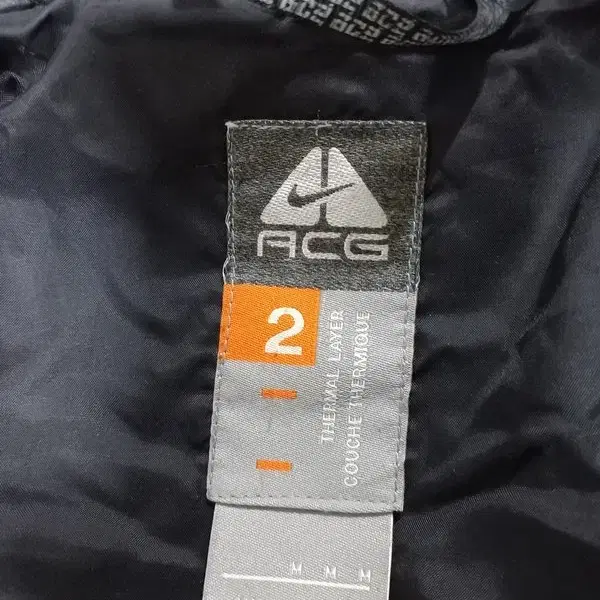 ACG
2
THERMAL LAYER
COUCHE THERMIQUE
M M M